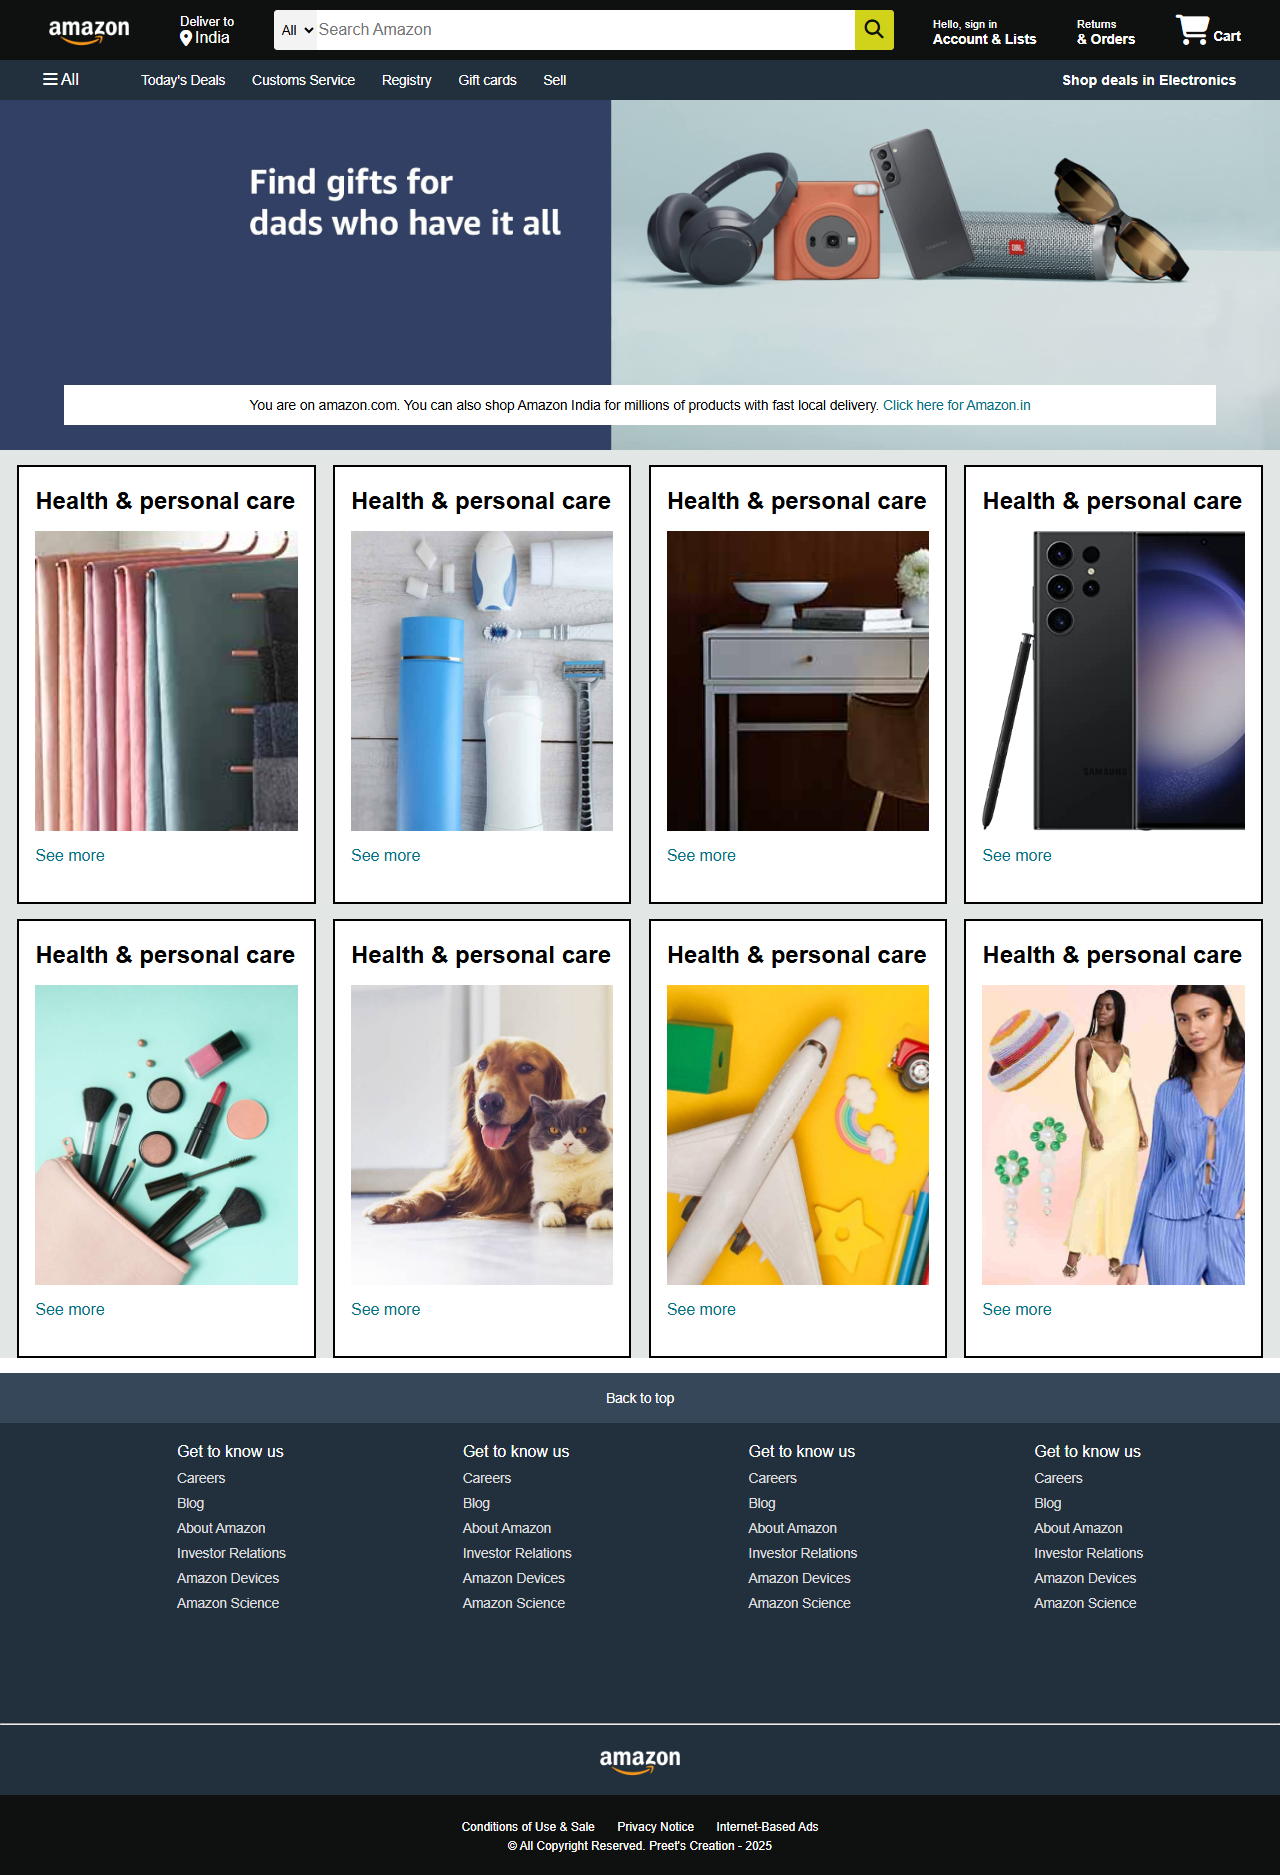 amazon
Deliver to
India
All
Search Amazon
Hello, sign in
Account & Lists
Returns
& Orders
Cart
All
Today's Deals
Customs Service
Registry
Gift cards
Sell
Shop deals in Electronics
Find gifts for
dads who have it all
JBL
You are on amazon.com. You can also shop Amazon India for millions of products with fast local delivery. Click here for Amazon.in
Health & personal care
Health & personal care
Health & personal care
Health & personal care
SAMSUNG
See more
See more
See more
See more
Health & personal care
Health & personal care
Health & personal care
Health & personal care
See more
See more
See more
See more
Back to top
Get to know us
Careers
Blog
About Amazon
Investor Relations
Amazon Devices
Amazon Science
Get to know us
Careers
Blog
About Amazon
Investor Relations
Amazon Devices
Amazon Science
Get to know us
Careers
Blog
About Amazon
Investor Relations
Amazon Devices
Amazon Science
Get to know us
Careers
Blog
About Amazon
Investor Relations
Amazon Devices
Amazon Science
amazon
Conditions of Use & Sale
Privacy Notice
Internet-Based Ads
© All Copyright Reserved. Preet's Creation - 2025